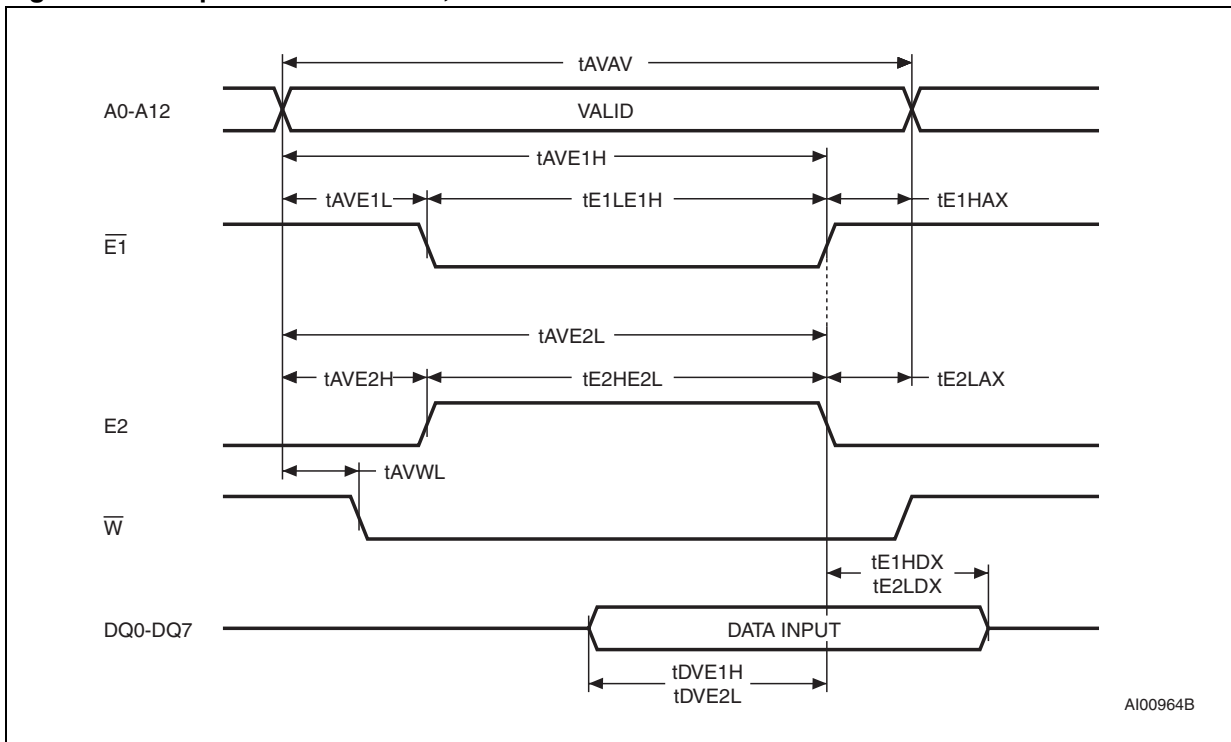 tAVAV
A0-A12 VALID
tAVE1H
tAVE1L tE1LE1H tE1HAX
E1
tAVE2L
tAVE2H tE2HE2L tE2LAX
E2
tAVWL
W
tE1HDX
tE2LDX
DQ0-DQ7 DATA INPUT
tDVE1H
tDVE2L
AI00964B